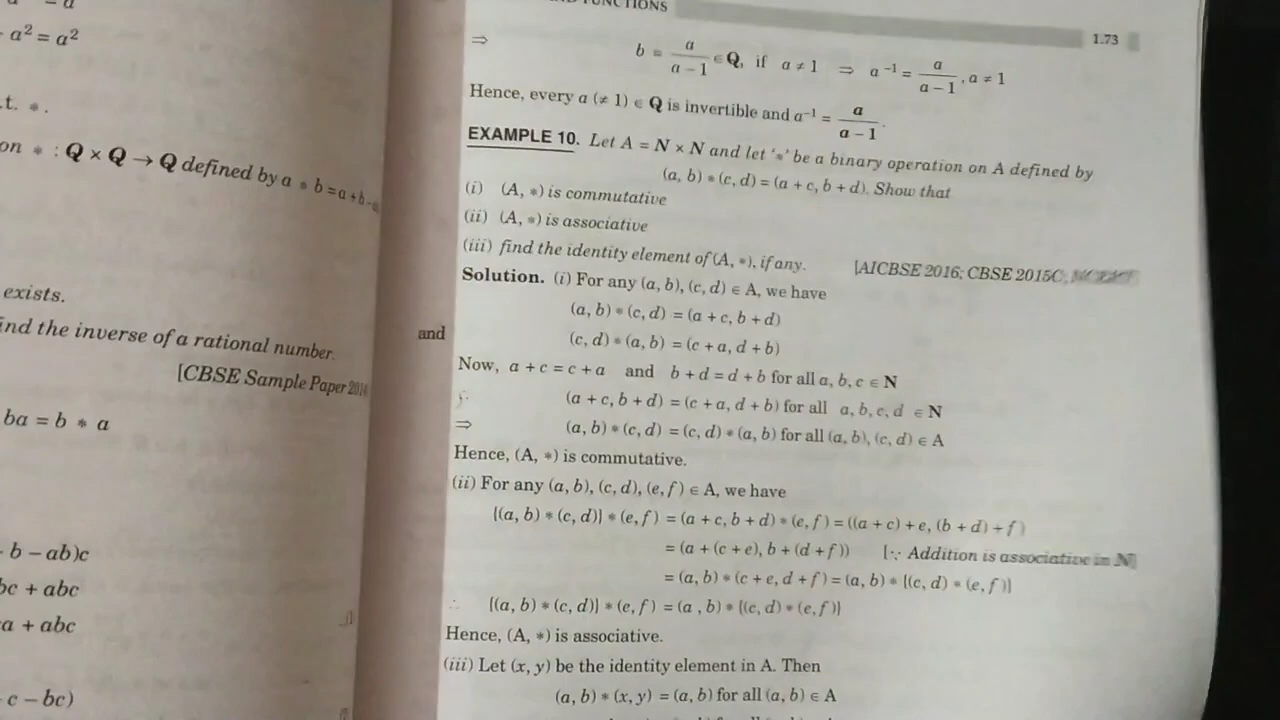 a² = a²
.t. *.
on * : Q × Q → Q defined by a * b = a + b –
exists.
ind the inverse of a rational number.
[CBSE Sample Paper
ba = b * a
b – ab)c
bc + abc
a + abc
c – bc)
FUNCTIONS
1.73
⇒ b = a/(a – 1) ∈ Q, if a ≠ 1 ⇒ a⁻¹ = a/(a – 1), a ≠ 1
Hence, every a (≠ 1) ∈ Q is invertible and a⁻¹ = a/(a – 1).
EXAMPLE 10. Let A = N × N and let '*' be a binary operation on A defined by
(a, b) * (c, d) = (a + c, b + d). Show that
(i) (A, *) is commutative
(ii) (A, *) is associative
(iii) find the identity element of (A, *), if any. [AICBSE 2016; CBSE 2015C,
Solution. (i) For any (a, b), (c, d) ∈ A, we have
(a, b) * (c, d) = (a + c, b + d)
and (c, d) * (a, b) = (c + a, d + b)
Now, a + c = c + a and b + d = d + b for all a, b, c ∈ N
(a + c, b + d) = (c + a, d + b) for all a, b, c, d ∈ N
⇒ (a, b) * (c, d) = (c, d) * (a, b) for all (a, b), (c, d) ∈ A
Hence, (A, *) is commutative.
(ii) For any (a, b), (c, d), (e, f) ∈ A, we have
{(a, b) * (c, d)} * (e, f) = (a + c, b + d) * (e, f) = ((a + c) + e, (b + d) + f)
= (a + (c + e), b + (d + f)) [∵ Addition is associative in N]
= (a, b) * (c + e, d + f) = (a, b) * {(c, d) * (e, f)}
∴ {(a, b) * (c, d)} * (e, f) = (a , b) * {(c, d) * (e, f)}
Hence, (A, *) is associative.
(iii) Let (x, y) be the identity element in A. Then
(a, b) * (x, y) = (a, b) for all (a, b) ∈ A